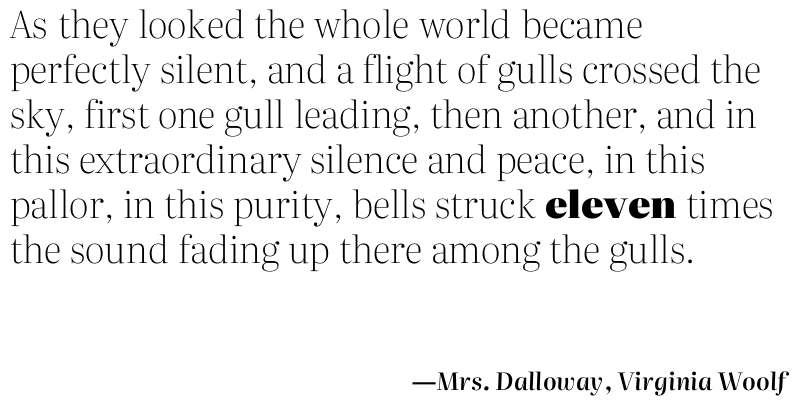 As they looked the whole world became
perfectly silent, and a flight of gulls crossed the
sky, first one gull leading, then another, and in
this extraordinary silence and peace, in this
pallor, in this purity, bells struck eleven times
the sound fading up there among the gulls.
—Mrs. Dalloway, Virginia Woolf